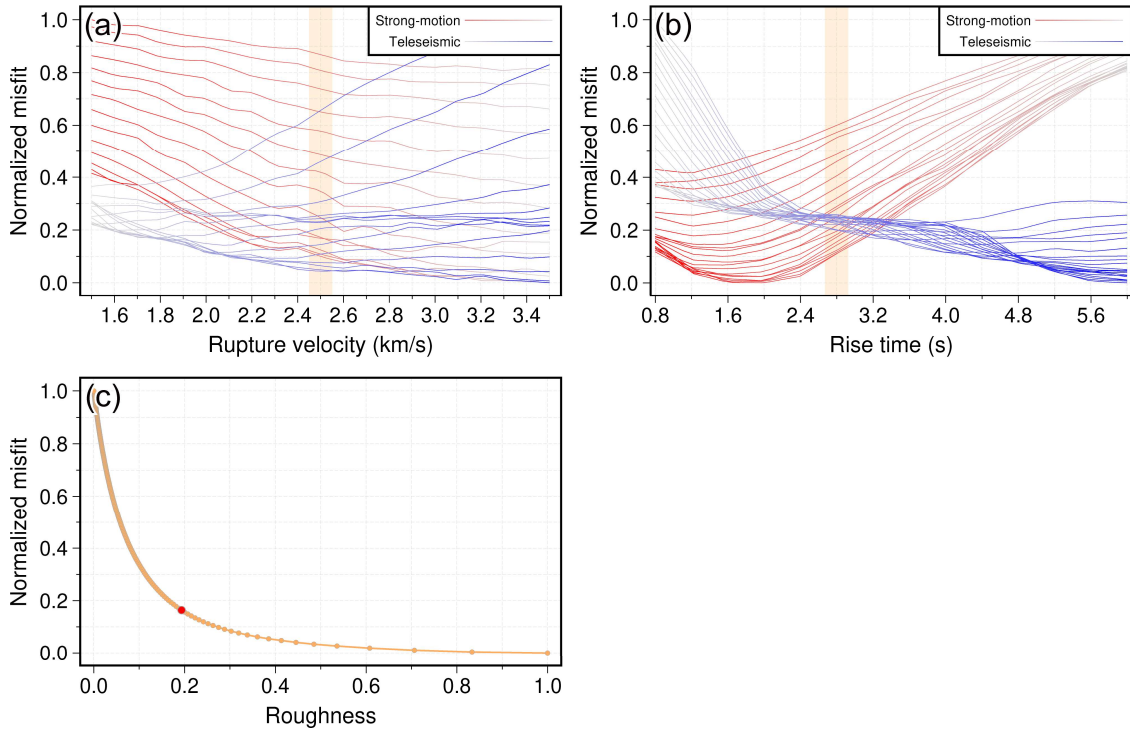 (a)
Strong-motion
Teleseismic
Normalized misfit
1.0
0.8
0.6
0.4
0.2
0.0
1.6 1.8 2.0 2.2 2.4 2.6 2.8 3.0 3.2 3.4
Rupture velocity (km/s)
(b)
Strong-motion
Teleseismic
Normalized misfit
1.0
0.8
0.6
0.4
0.2
0.0
0.8 1.6 2.4 3.2 4.0 4.8 5.6
Rise time (s)
(c)
Normalized misfit
1.0
0.8
0.6
0.4
0.2
0.0
0.0 0.2 0.4 0.6 0.8 1.0
Roughness